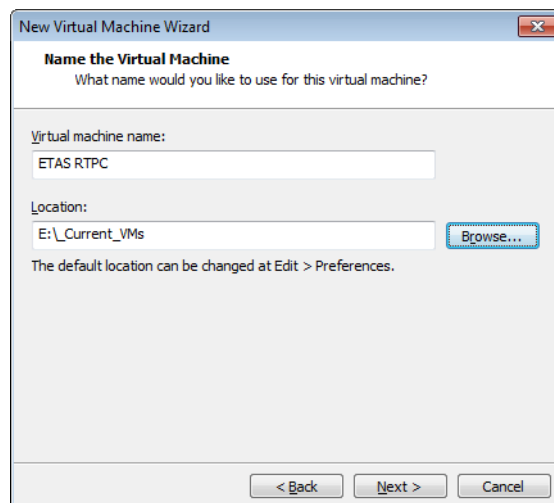 New Virtual Machine Wizard
Name the Virtual Machine
What name would you like to use for this virtual machine?
Virtual machine name:
ETAS RTPC
Location:
E:\_Current_VMs
Browse...
The default location can be changed at Edit > Preferences.
< Back Next > Cancel